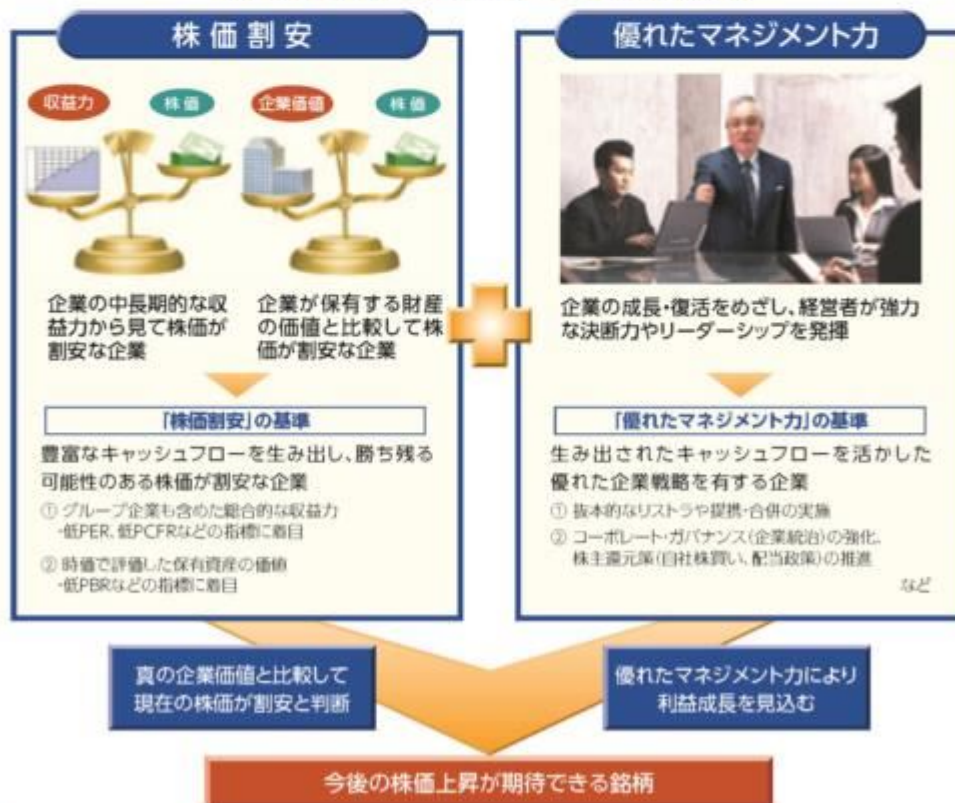 株価割安
収益力
株価
企業価値
株価
企業の中長期的な収
益力から見て株価が
割安な企業
企業が保有する財産
の価値と比較して株
価が割安な企業
「株価割安」の基準
豊富なキャッシュフローを生み出し、勝ち残る
可能性のある株価が割安な企業
① グループ企業も含めた総合的な収益力
-低PER、低PCFRなどの指標に着目
② 時価で評価した保有資産の価値
-低PBRなどの指標に着目
優れたマネジメント力
企業の成長・復活をめざし、経営者が強力
な決断力やリーダーシップを発揮
「優れたマネジメント力」の基準
生み出されたキャッシュフローを活かした
優れた企業戦略を有する企業
① 抜本的なリストラや提携・合併の実施
② コーポレート・ガバナンス(企業統治)の強化、
株主還元策(自社株買い、配当政策)の推進
など
真の企業価値と比較して
現在の株価が割安と判断
優れたマネジメント力により
利益成長を見込む
今後の株価上昇が期待できる銘柄